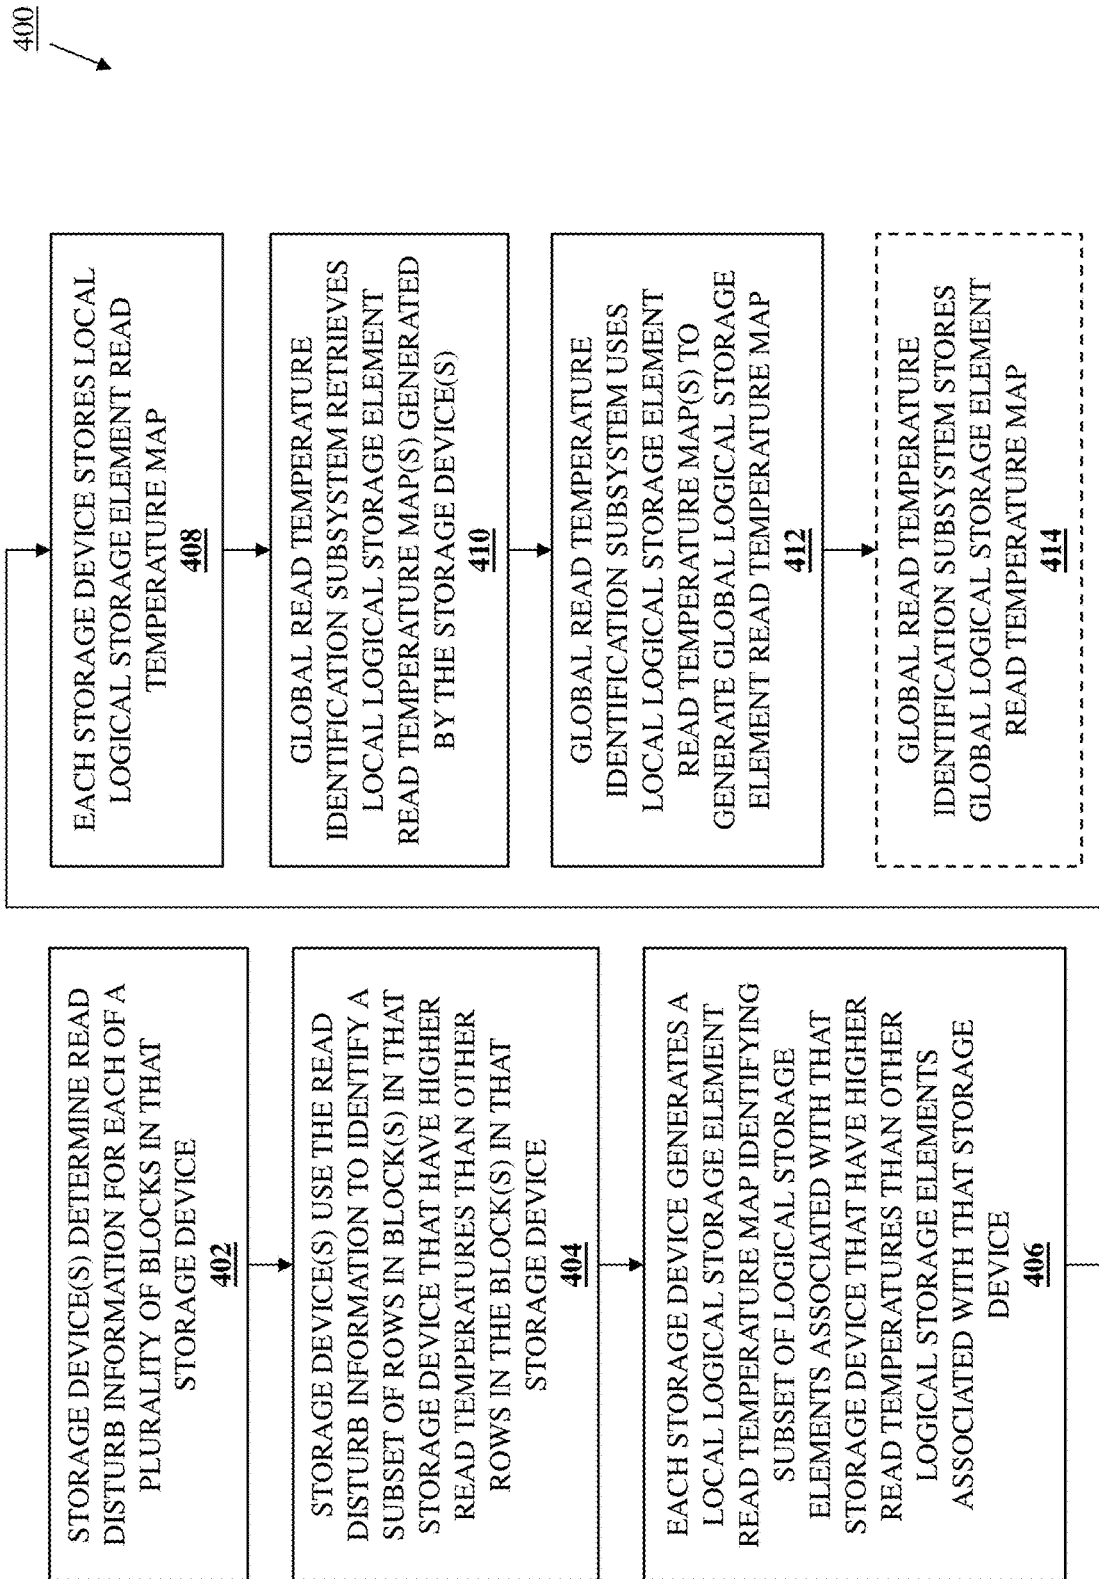 400
STORAGE DEVICE(S) DETERMINE READ
DISTURB INFORMATION FOR EACH OF A
PLURALITY OF BLOCKS IN THAT
STORAGE DEVICE
402
STORAGE DEVICE(S) USE THE READ
DISTURB INFORMATION TO IDENTIFY A
SUBSET OF ROWS IN BLOCK(S) IN THAT
STORAGE DEVICE THAT HAVE HIGHER
READ TEMPERATURES THAN OTHER
ROWS IN THE BLOCK(S) IN THAT
STORAGE DEVICE
404
EACH STORAGE DEVICE GENERATES A
LOCAL LOGICAL STORAGE ELEMENT
READ TEMPERATURE MAP IDENTIFYING
SUBSET OF LOGICAL STORAGE
ELEMENTS ASSOCIATED WITH THAT
STORAGE DEVICE THAT HAVE HIGHER
READ TEMPERATURES THAN OTHER
LOGICAL STORAGE ELEMENTS
ASSOCIATED WITH THAT STORAGE
DEVICE
406
EACH STORAGE DEVICE STORES LOCAL
LOGICAL STORAGE ELEMENT READ
TEMPERATURE MAP
408
GLOBAL READ TEMPERATURE
IDENTIFICATION SUBSYSTEM RETRIEVES
LOCAL LOGICAL STORAGE ELEMENT
READ TEMPERATURE MAP(S) GENERATED
BY THE STORAGE DEVICE(S)
410
GLOBAL READ TEMPERATURE
IDENTIFICATION SUBSYSTEM USES
LOCAL LOGICAL STORAGE ELEMENT
READ TEMPERATURE MAP(S) TO
GENERATE GLOBAL LOGICAL STORAGE
ELEMENT READ TEMPERATURE MAP
412
GLOBAL READ TEMPERATURE
IDENTIFICATION SUBSYSTEM STORES
GLOBAL LOGICAL STORAGE ELEMENT
READ TEMPERATURE MAP
414